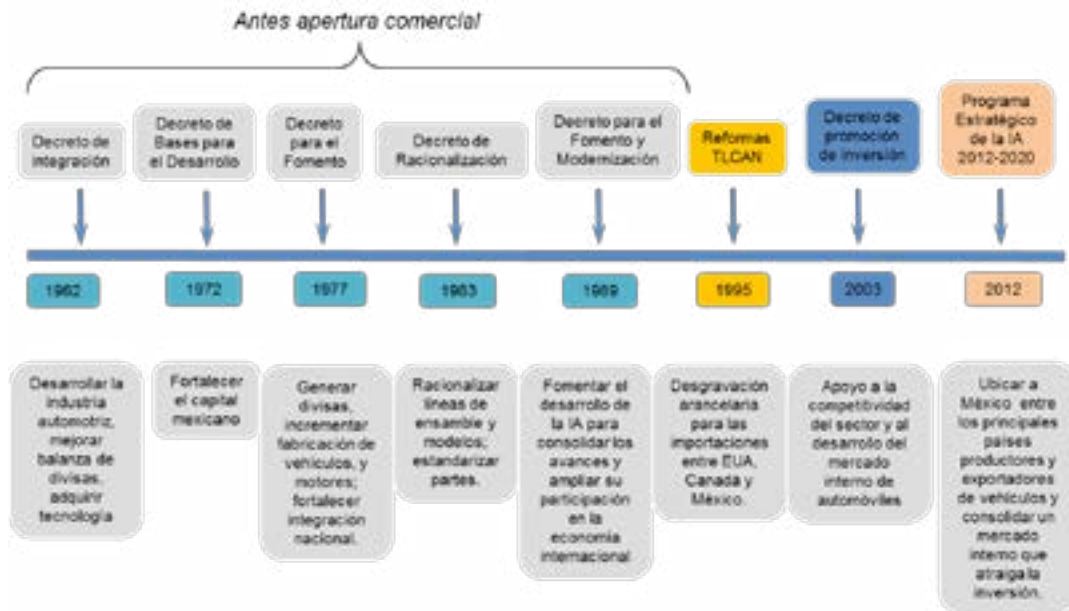 Antes apertura comercial
Decreto de
integración
Decreto de
Bases para
el Desarrollo
Decreto
para el
Fomento
Decreto de
Racionalización
Decreto para el
Fomento y
Modernización
Reformas
TLCAN
Decreto de
promoción
de inversión
Programa
Estratégico
de la IA
2012-2020
1962
1972
1977
1983
1989
1995
2003
2012
Desarrollar la
industria
automotriz,
mejorar
balanza de
divisas,
adquirir
tecnología
Fortalecer
el capital
mexicano
Generar
divisas,
incrementar
fabricación de
vehículos, y
motores;
fortalecer
integración
nacional.
Racionalizar
líneas de
ensamble y
modelos;
estandarizar
partes.
Fomentar el
desarrollo de
la IA para
consolidar los
avances y
ampliar su
participación
en la
economía
internacional
Desgravación
arancelaria
para las
importaciones
entre EUA,
Canadá y
México.
Apoyo a la
competitividad
del sector y al
desarrollo del
mercado
interno de
automóviles
Ubicar a
México entre
los principales
países
productores y
exportadores
de vehículos y
consolidar un
mercado
interno que
atraiga la
inversión.